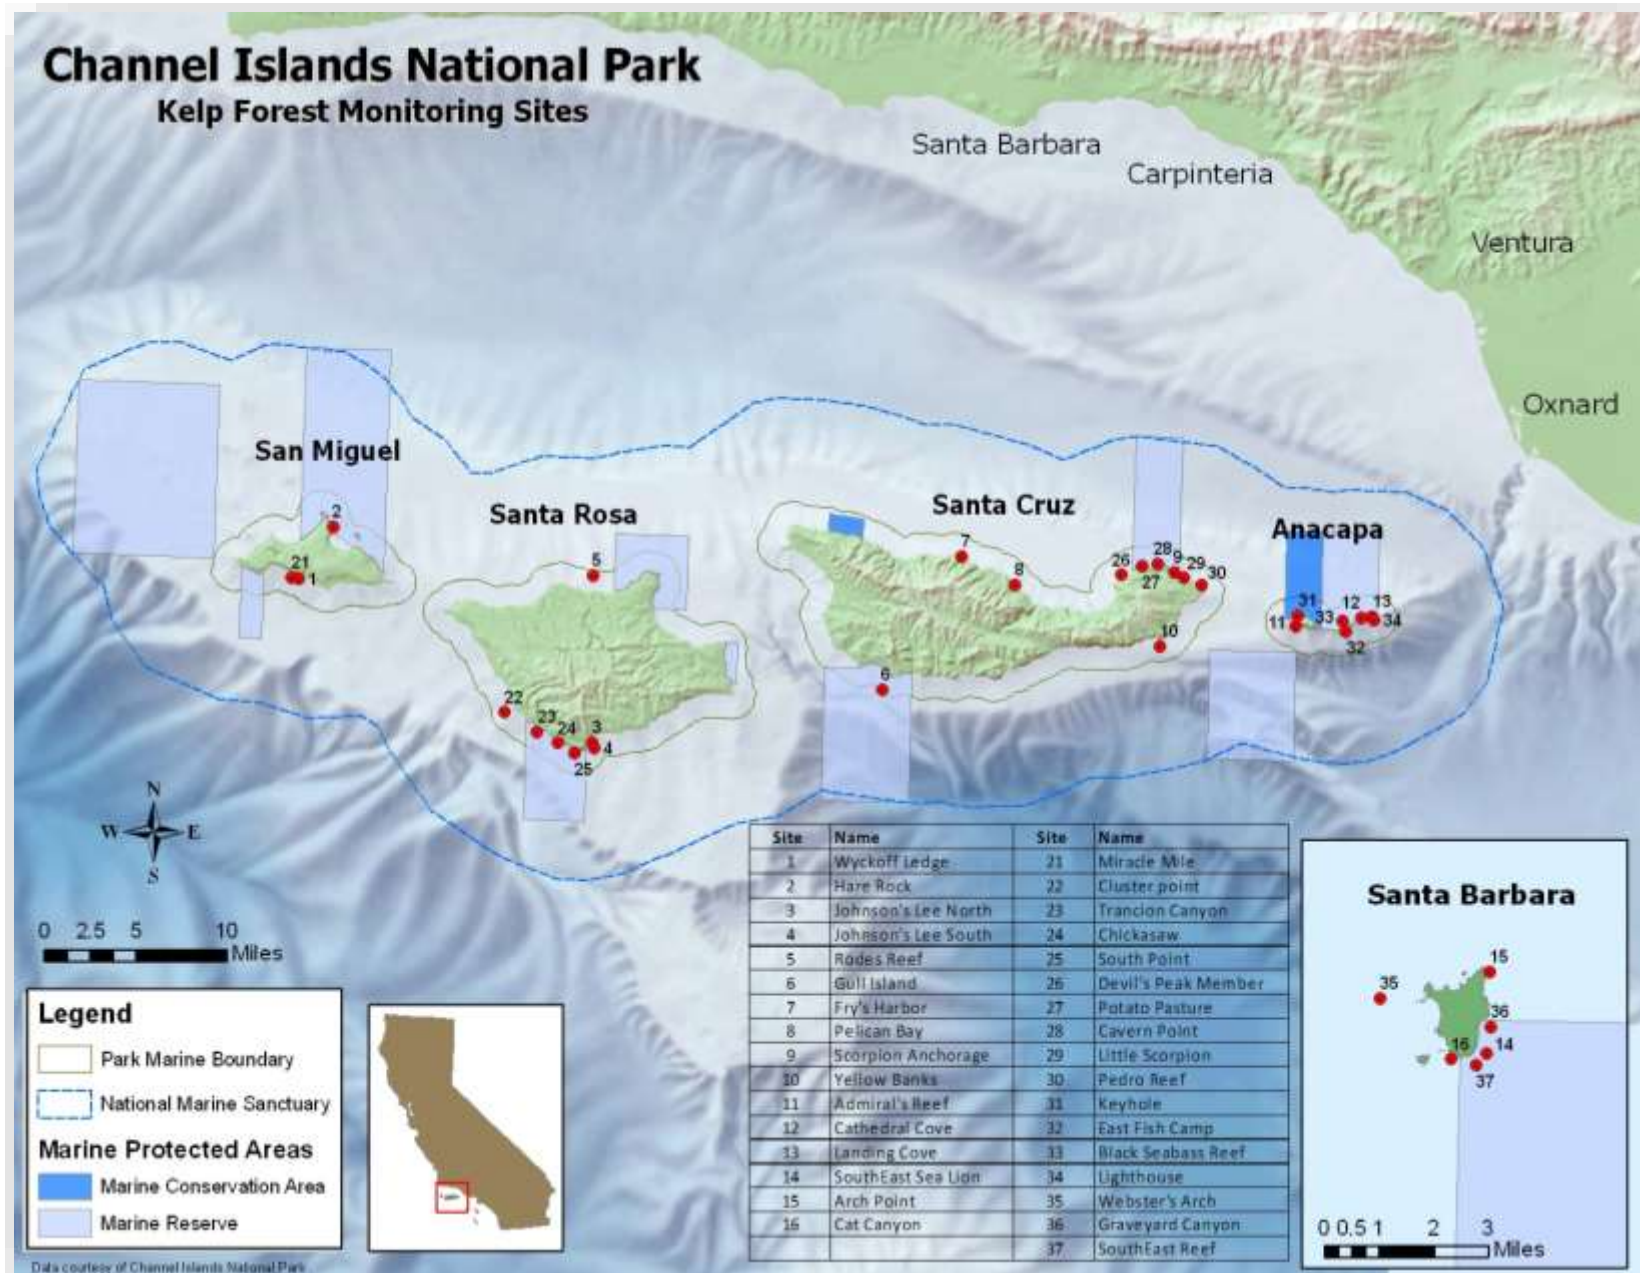 Channel Islands National Park
Kelp Forest Monitoring Sites
Santa Barbara
Carpinteria
Ventura
Oxnard
San Miguel
Santa Rosa
Santa Cruz
Anacapa
2
21
1
5
7
8
26
28
9
29
27
30
10
6
31
11
33
12
13
34
32
22
23
24
3
4
25
N
W E
S
0 2.5 5 10
Miles
Legend
Park Marine Boundary
National Marine Sanctuary
Marine Protected Areas
Marine Conservation Area
Marine Reserve
Data courtesy of Channel Islands National Park
Site Name Site Name
1 Wyckoff Ledge 21 Miracle Mile
2 Hare Rock 22 Cluster point
3 Johnson's Lee North 23 Trancion Canyon
4 Johnson's Lee South 24 Chickasaw
5 Rodes Reef 25 South Point
6 Gull Island 26 Devil's Peak Member
7 Fry's Harbor 27 Potato Pasture
8 Pelican Bay 28 Cavern Point
9 Scorpion Anchorage 29 Little Scorpion
10 Yellow Banks 30 Pedro Reef
11 Admiral's Reef 31 Keyhole
12 Cathedral Cove 32 East Fish Camp
13 Landing Cove 33 Black Seabass Reef
14 SouthEast Sea Lion 34 Lighthouse
15 Arch Point 35 Webster's Arch
16 Cat Canyon 36 Graveyard Canyon
37 SouthEast Reef
Santa Barbara
15
35
36
16
14
37
0 0.5 1 2 3
Miles